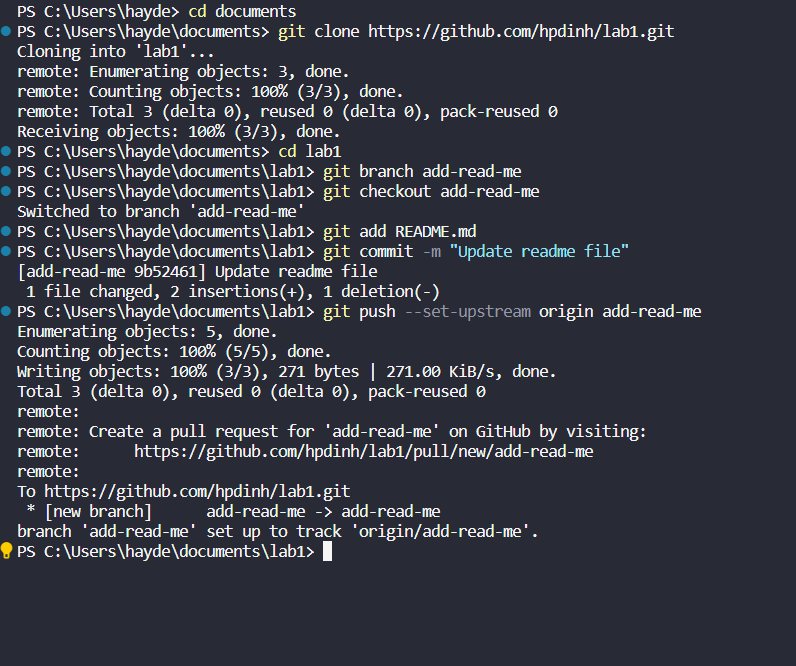 PS C:\Users\hayde> cd documents
PS C:\Users\hayde\documents> git clone https://github.com/hpdinh/lab1.git
Cloning into 'lab1'...
remote: Enumerating objects: 3, done.
remote: Counting objects: 100% (3/3), done.
remote: Total 3 (delta 0), reused 0 (delta 0), pack-reused 0
Receiving objects: 100% (3/3), done.
PS C:\Users\hayde\documents> cd lab1
PS C:\Users\hayde\documents\lab1> git branch add-read-me
PS C:\Users\hayde\documents\lab1> git checkout add-read-me
Switched to branch 'add-read-me'
PS C:\Users\hayde\documents\lab1> git add README.md
PS C:\Users\hayde\documents\lab1> git commit -m "Update readme file"
[add-read-me 9b52461] Update readme file
 1 file changed, 2 insertions(+), 1 deletion(-)
PS C:\Users\hayde\documents\lab1> git push --set-upstream origin add-read-me
Enumerating objects: 5, done.
Counting objects: 100% (5/5), done.
Writing objects: 100% (3/3), 271 bytes | 271.00 KiB/s, done.
Total 3 (delta 0), reused 0 (delta 0), pack-reused 0
remote:
remote: Create a pull request for 'add-read-me' on GitHub by visiting:
remote:      https://github.com/hpdinh/lab1/pull/new/add-read-me
remote:
To https://github.com/hpdinh/lab1.git
 * [new branch]      add-read-me -> add-read-me
branch 'add-read-me' set up to track 'origin/add-read-me'.
PS C:\Users\hayde\documents\lab1>